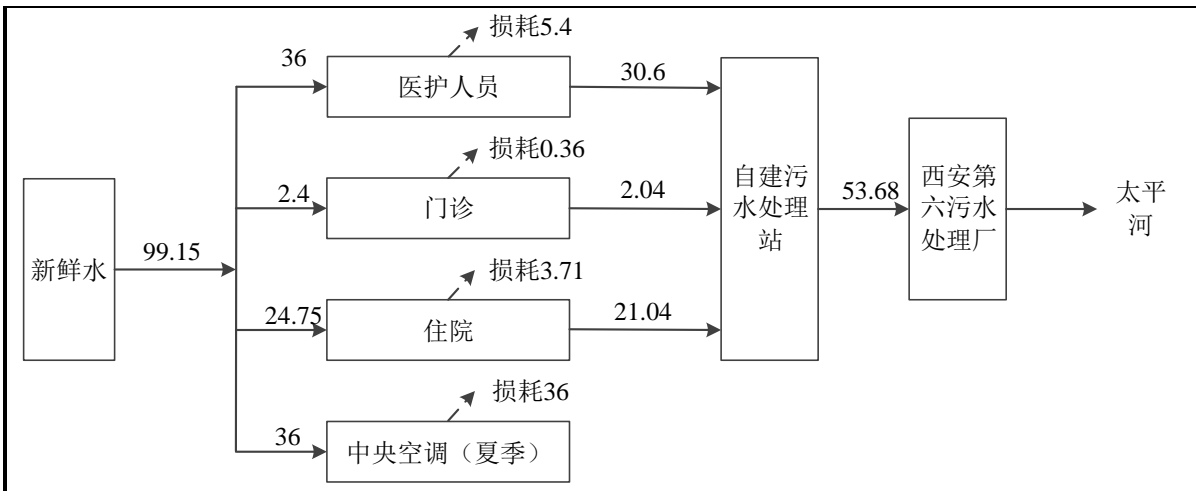 损耗5.4
36
医护人员
30.6
损耗0.36
2.4
门诊
2.04
新鲜水
99.15
损耗3.71
24.75
住院
21.04
损耗36
36
中央空调（夏季）
自建污
水处理
站
53.68
西安第
六污水
处理厂
太平
河